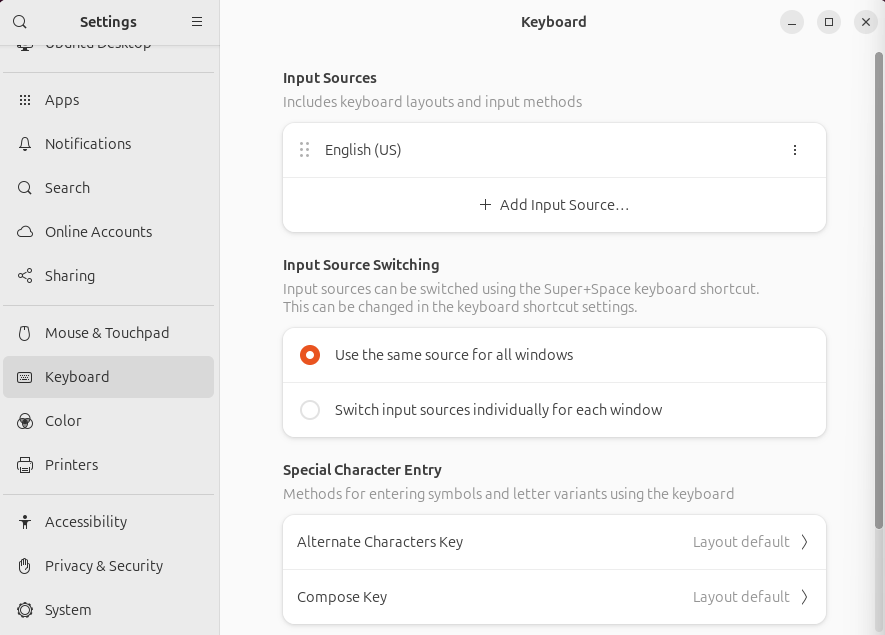 Settings
Ubuntu Desktop
Apps
Notifications
Search
Online Accounts
Sharing
Mouse & Touchpad
Keyboard
Color
Printers
Accessibility
Privacy & Security
System
Keyboard
Input Sources
Includes keyboard layouts and input methods
English (US)
Add Input Source…
Input Source Switching
Input sources can be switched using the Super+Space keyboard shortcut.
This can be changed in the keyboard shortcut settings.
Use the same source for all windows
Switch input sources individually for each window
Special Character Entry
Methods for entering symbols and letter variants using the keyboard
Alternate Characters Key Layout default
Compose Key Layout default